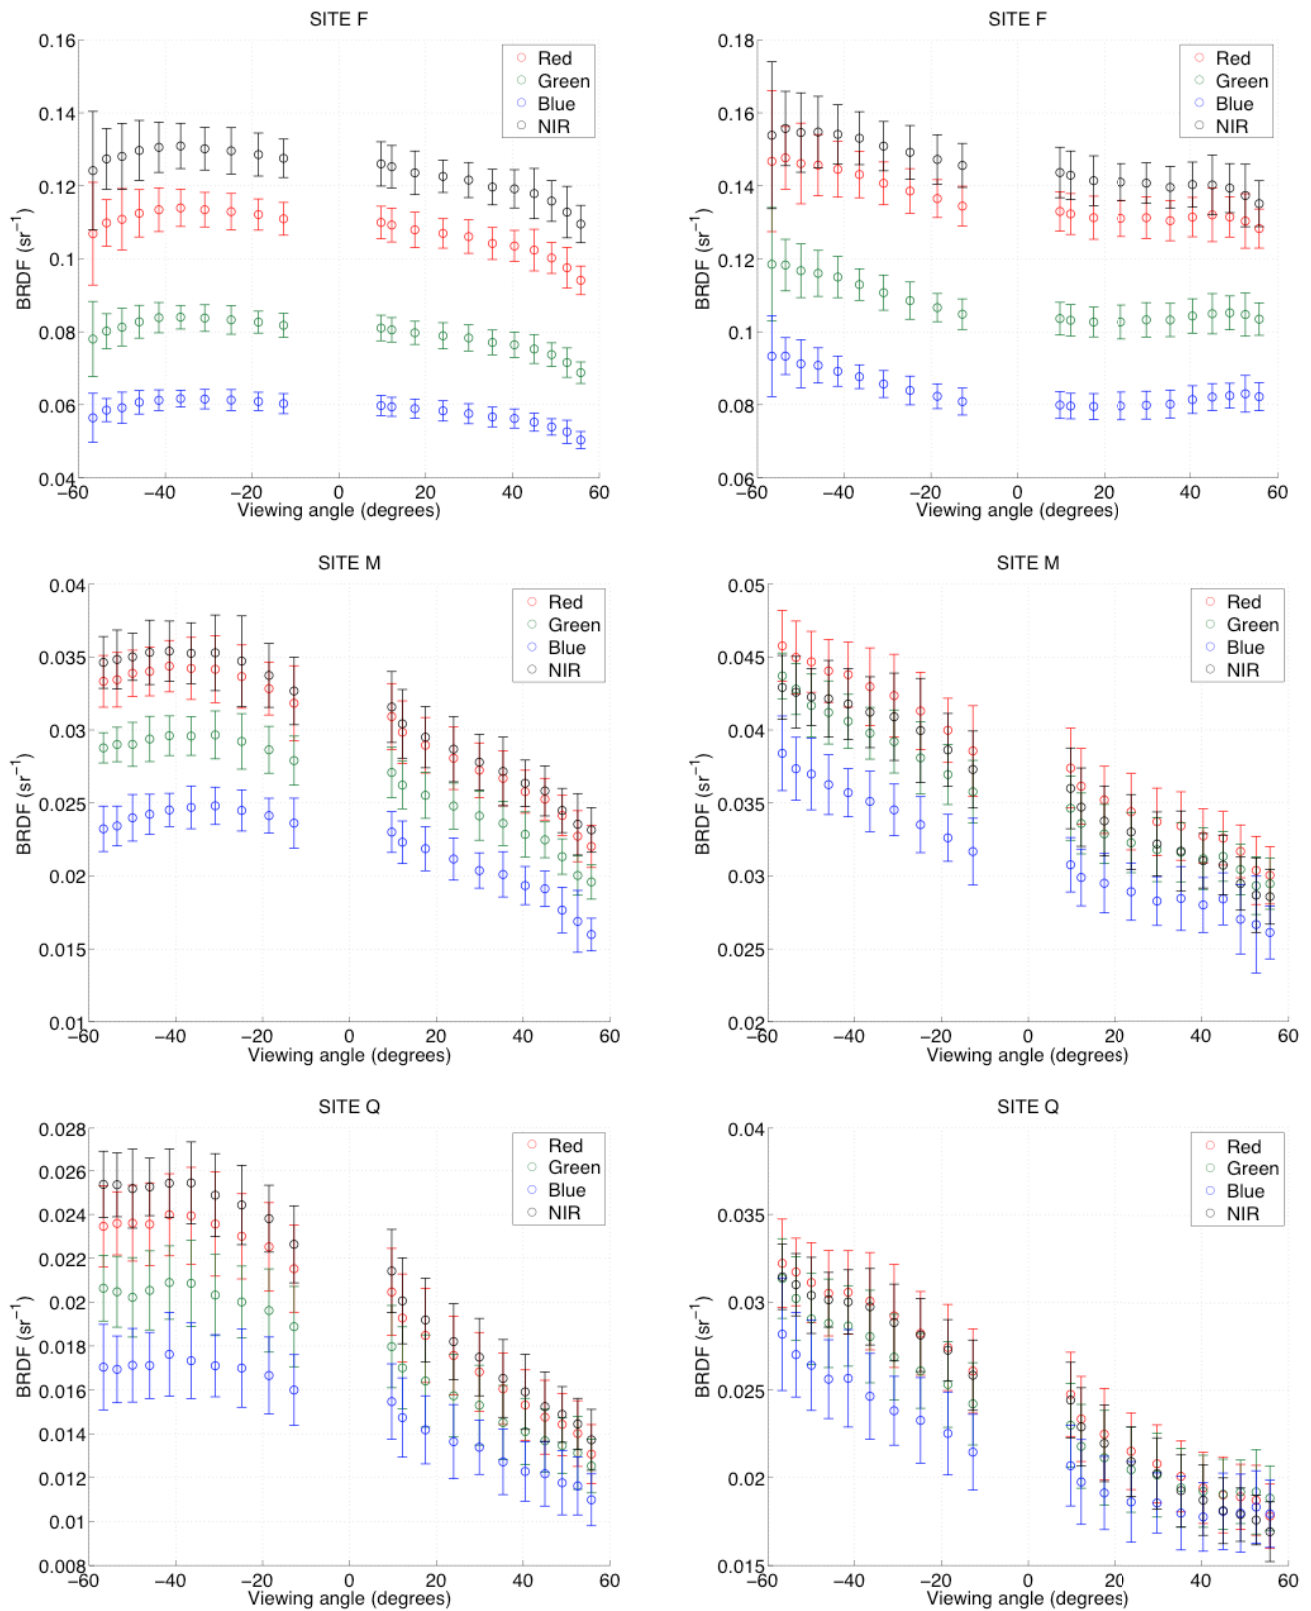 SITE F
0.16
0.14
0.12
0.1
0.08
0.06
0.04
BRDF (sr⁻¹)
Red
Green
Blue
NIR
−60 −40 −20 0 20 40 60
Viewing angle (degrees)
SITE F
0.18
0.16
0.14
0.12
0.1
0.08
0.06
BRDF (sr⁻¹)
Red
Green
Blue
NIR
−60 −40 −20 0 20 40 60
Viewing angle (degrees)
SITE M
0.04
0.035
0.03
0.025
0.02
0.015
0.01
BRDF (sr⁻¹)
Red
Green
Blue
NIR
−60 −40 −20 0 20 40 60
Viewing angle (degrees)
SITE M
0.05
0.045
0.04
0.035
0.03
0.025
0.02
BRDF (sr⁻¹)
Red
Green
Blue
NIR
−60 −40 −20 0 20 40 60
Viewing angle (degrees)
SITE Q
0.028
0.026
0.024
0.022
0.02
0.018
0.016
0.014
0.012
0.01
0.008
BRDF (sr⁻¹)
Red
Green
Blue
NIR
−60 −40 −20 0 20 40 60
Viewing angle (degrees)
SITE Q
0.04
0.035
0.03
0.025
0.02
0.015
BRDF (sr⁻¹)
Red
Green
Blue
NIR
−60 −40 −20 0 20 40 60
Viewing angle (degrees)